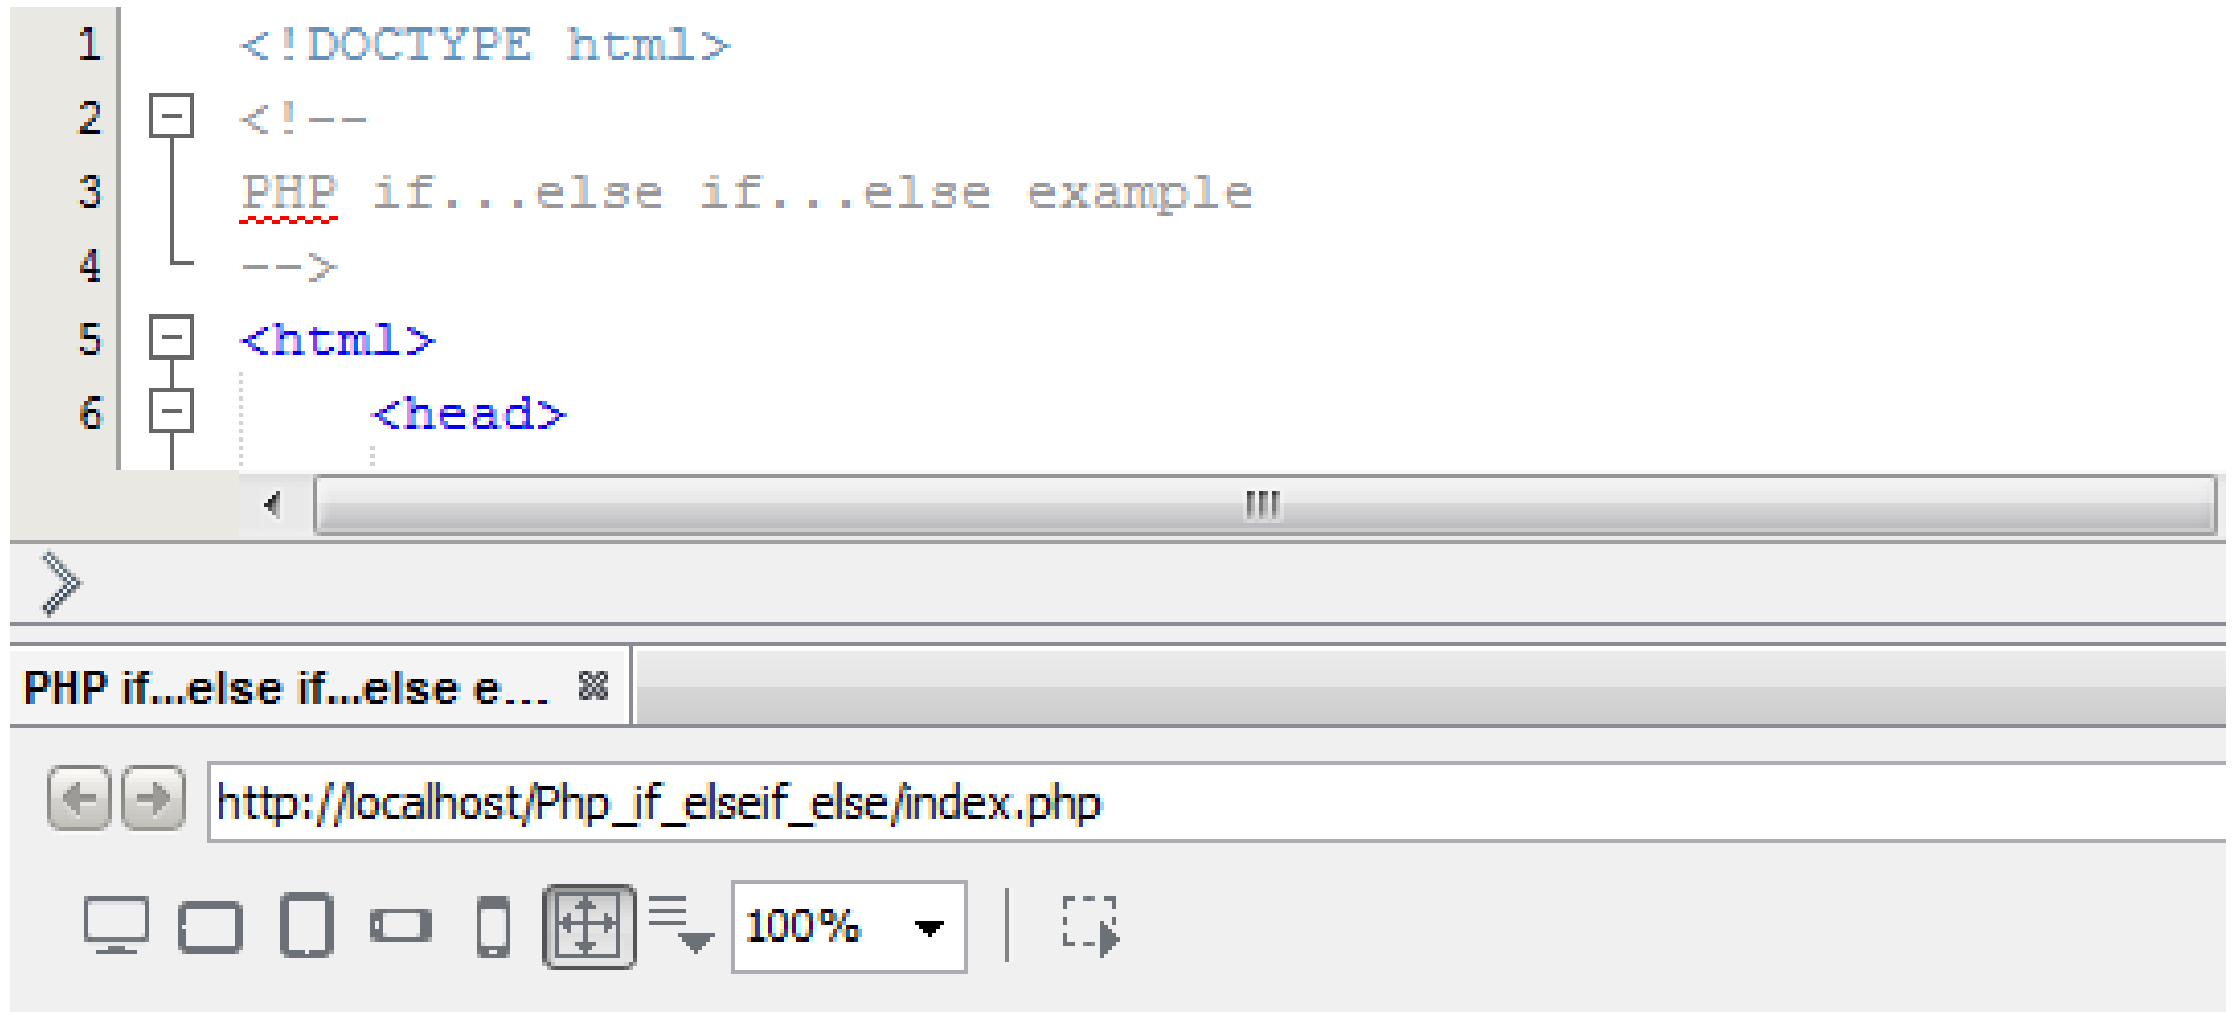 1 <!DOCTYPE html>
2 <!--
3 PHP if...else if...else example
4 -->
5 <html>
6 <head>
PHP if...else if...else e...
http://localhost/Php_if_elseif_else/index.php
100%